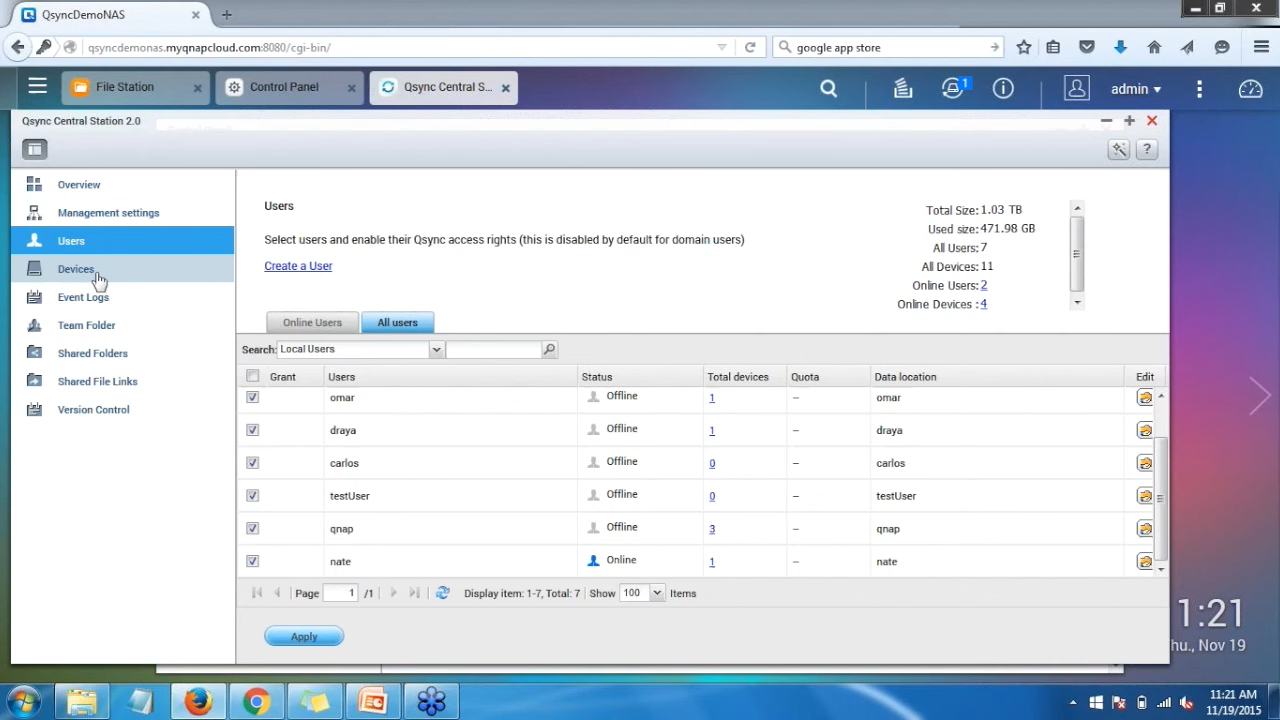 QsyncDemoNAS
qsyncdemonas.myqnapcloud.com:8080/cgi-bin/
google app store
File Station
Control Panel
Qsync Central S...
1
admin
Qsync Central Station 2.0
?
Overview
Management settings
Users
Devices
Event Logs
Team Folder
Shared Folders
Shared File Links
Version Control
Users
Select users and enable their Qsync access rights (this is disabled by default for domain users)
Create a User
Total Size: 1.03 TB
Used size: 471.98 GB
All Users: 7
All Devices: 11
Online Users: 2
Online Devices : 4
Online Users All users
Search: Local Users
Grant Users Status Total devices Quota Data location Edit
omar Offline 1 -- omar
draya Offline 1 -- draya
carlos Offline 0 -- carlos
testUser Offline 0 -- testUser
qnap Offline 3 -- qnap
nate Online 1 -- nate
Page 1 /1 Display item: 1-7, Total: 7 Show 100 Items
Apply
1:21
hu., Nov 19
11:21 AM
11/19/2015